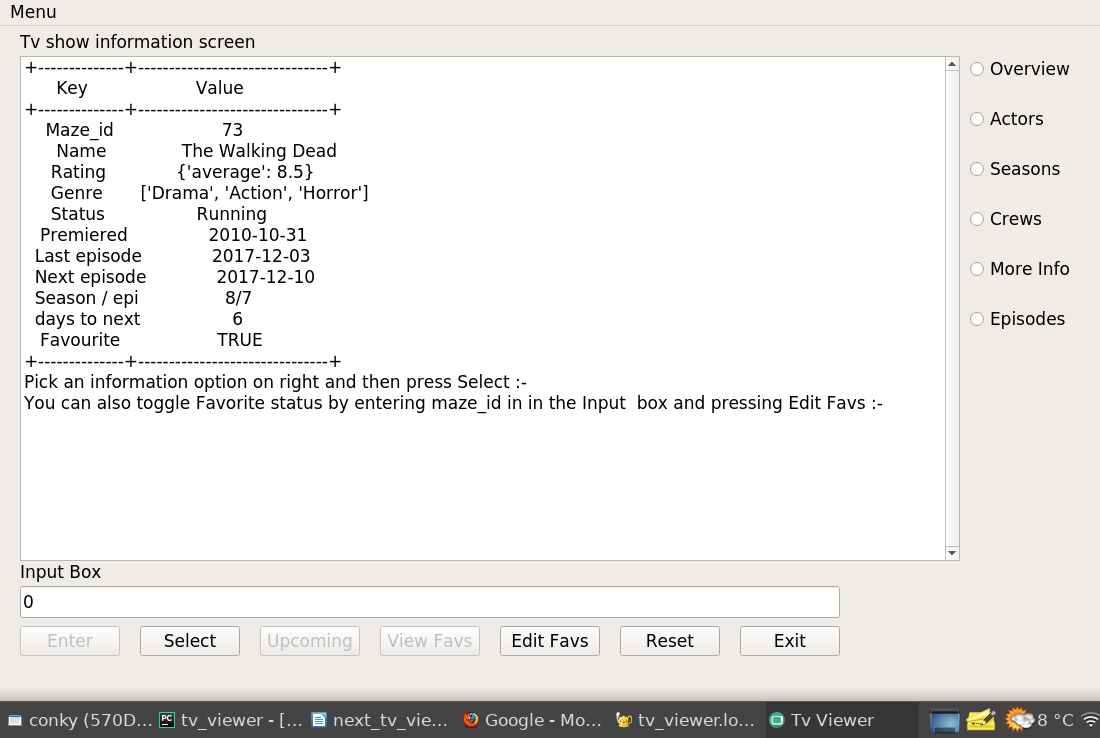 Menu
Tv show information screen
+--------------+-------------------------------+
Key Value
+--------------+-------------------------------+
Maze_id 73
Name The Walking Dead
Rating {'average': 8.5}
Genre ['Drama', 'Action', 'Horror']
Status Running
Premiered 2010-10-31
Last episode 2017-12-03
Next episode 2017-12-10
Season / epi 8/7
days to next 6
Favourite TRUE
+--------------+-------------------------------+
Pick an information option on right and then press Select :-
You can also toggle Favorite status by entering maze_id in in the Input  box and pressing Edit Favs :-
Overview
Actors
Seasons
Crews
More Info
Episodes
Input Box
0
Enter Select Upcoming View Favs Edit Favs Reset Exit
conky (570D... PC tv_viewer - [... next_tv_vie... Google - Mo... tv_viewer.lo... Tv Viewer 8 °C